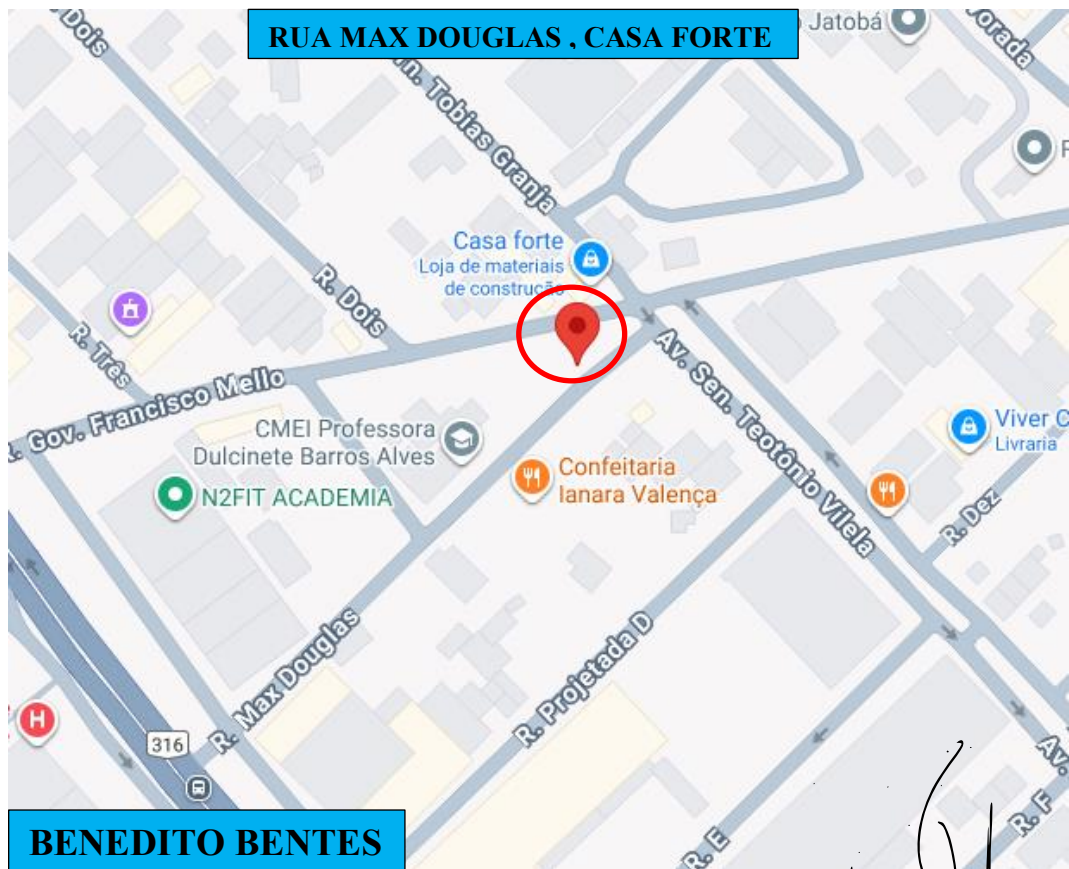 RUA MAX DOUGLAS , CASA FORTE
Jatobá
Dois
Tobias Granja
Casa forte
Loja de materiais
de construção
R. Dois
R. Três
Gov. Francisco Mello
Av. Sen. Teotônio Vilela
CMEI Professora
Dulcinete Barros Alves
N2FIT ACADEMIA
Confeitaria
Ianara Valença
Viver C
Livraria
R. Dez
R. Max Douglas
R. Projetada D
H
316
Av.
R. E
R. F
BENEDITO BENTES